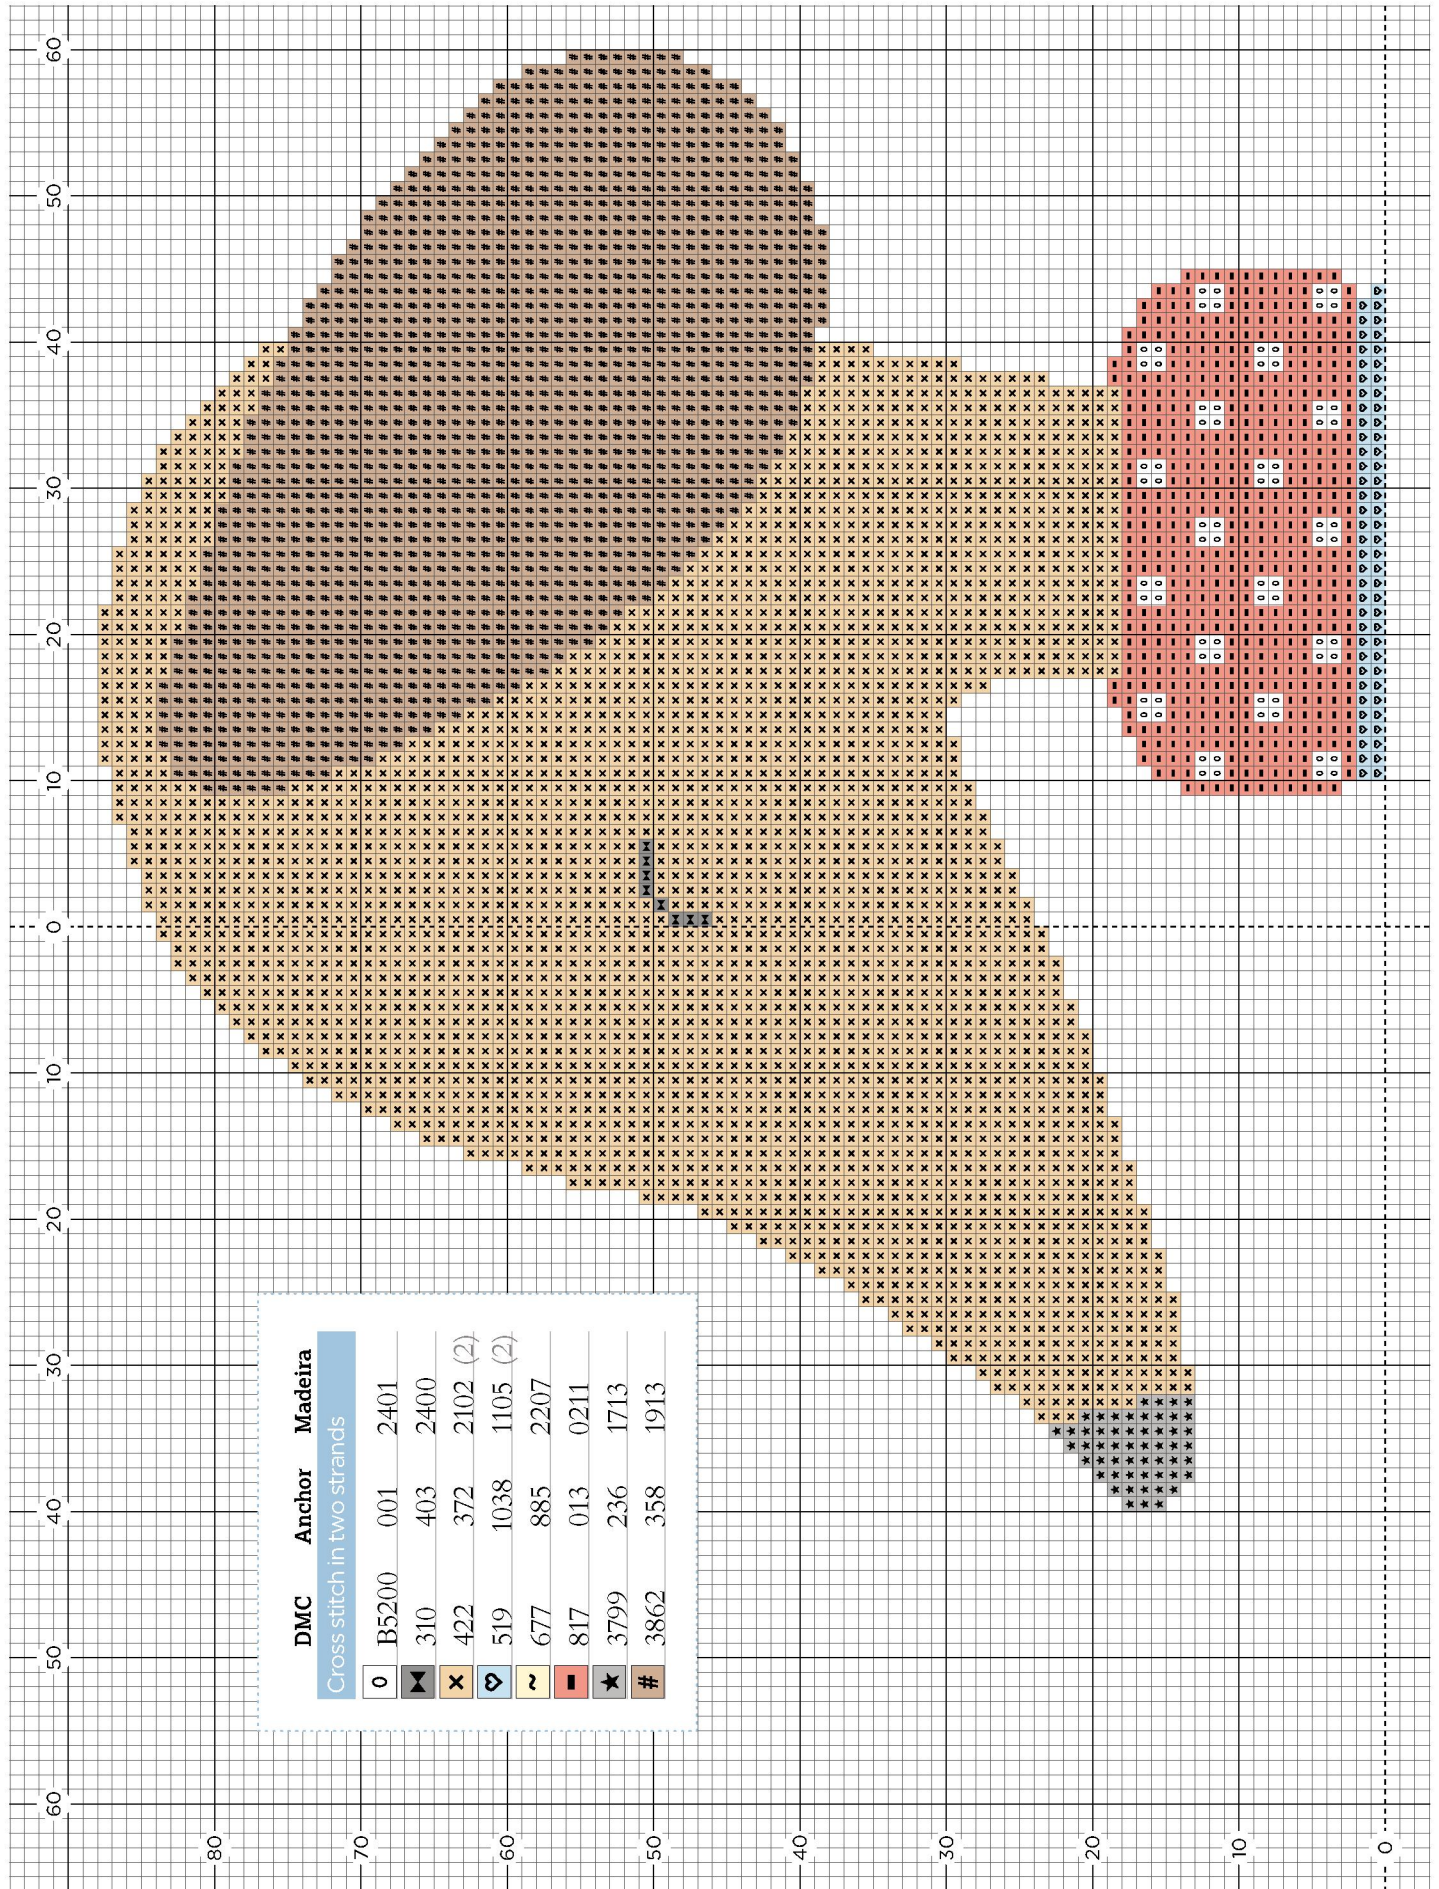 60 50 40 30 20 10 0 10 20 30 40 50 60
80
70
60
50
40
30
20
10
0
DMC Anchor Madeira
Cross stitch in two strands
O B5200 001 2401
310 403 2400
× 422 372 2102 (2)
♡ 519 1038 1105 (2)
~ 677 885 2207
- 817 013 0211
★ 3799 236 1713
# 3862 358 1913